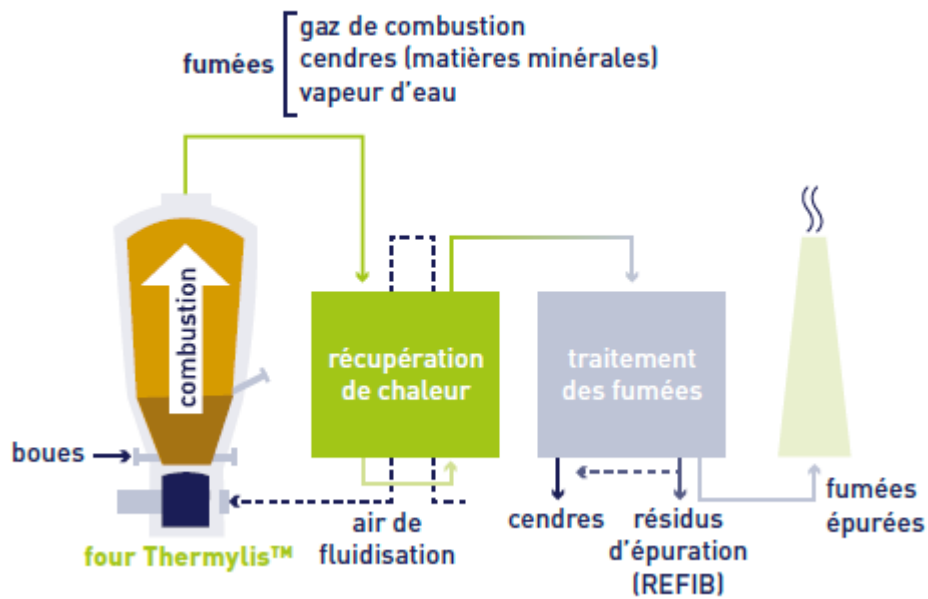 fumées
gaz de combustion
cendres (matières minérales)
vapeur d'eau
combustion
récupération
de chaleur
traitement
des fumées
boues
air de
fluidisation
cendres
résidus
d'épuration
(REFIB)
fumées
épurées
four Thermylis™